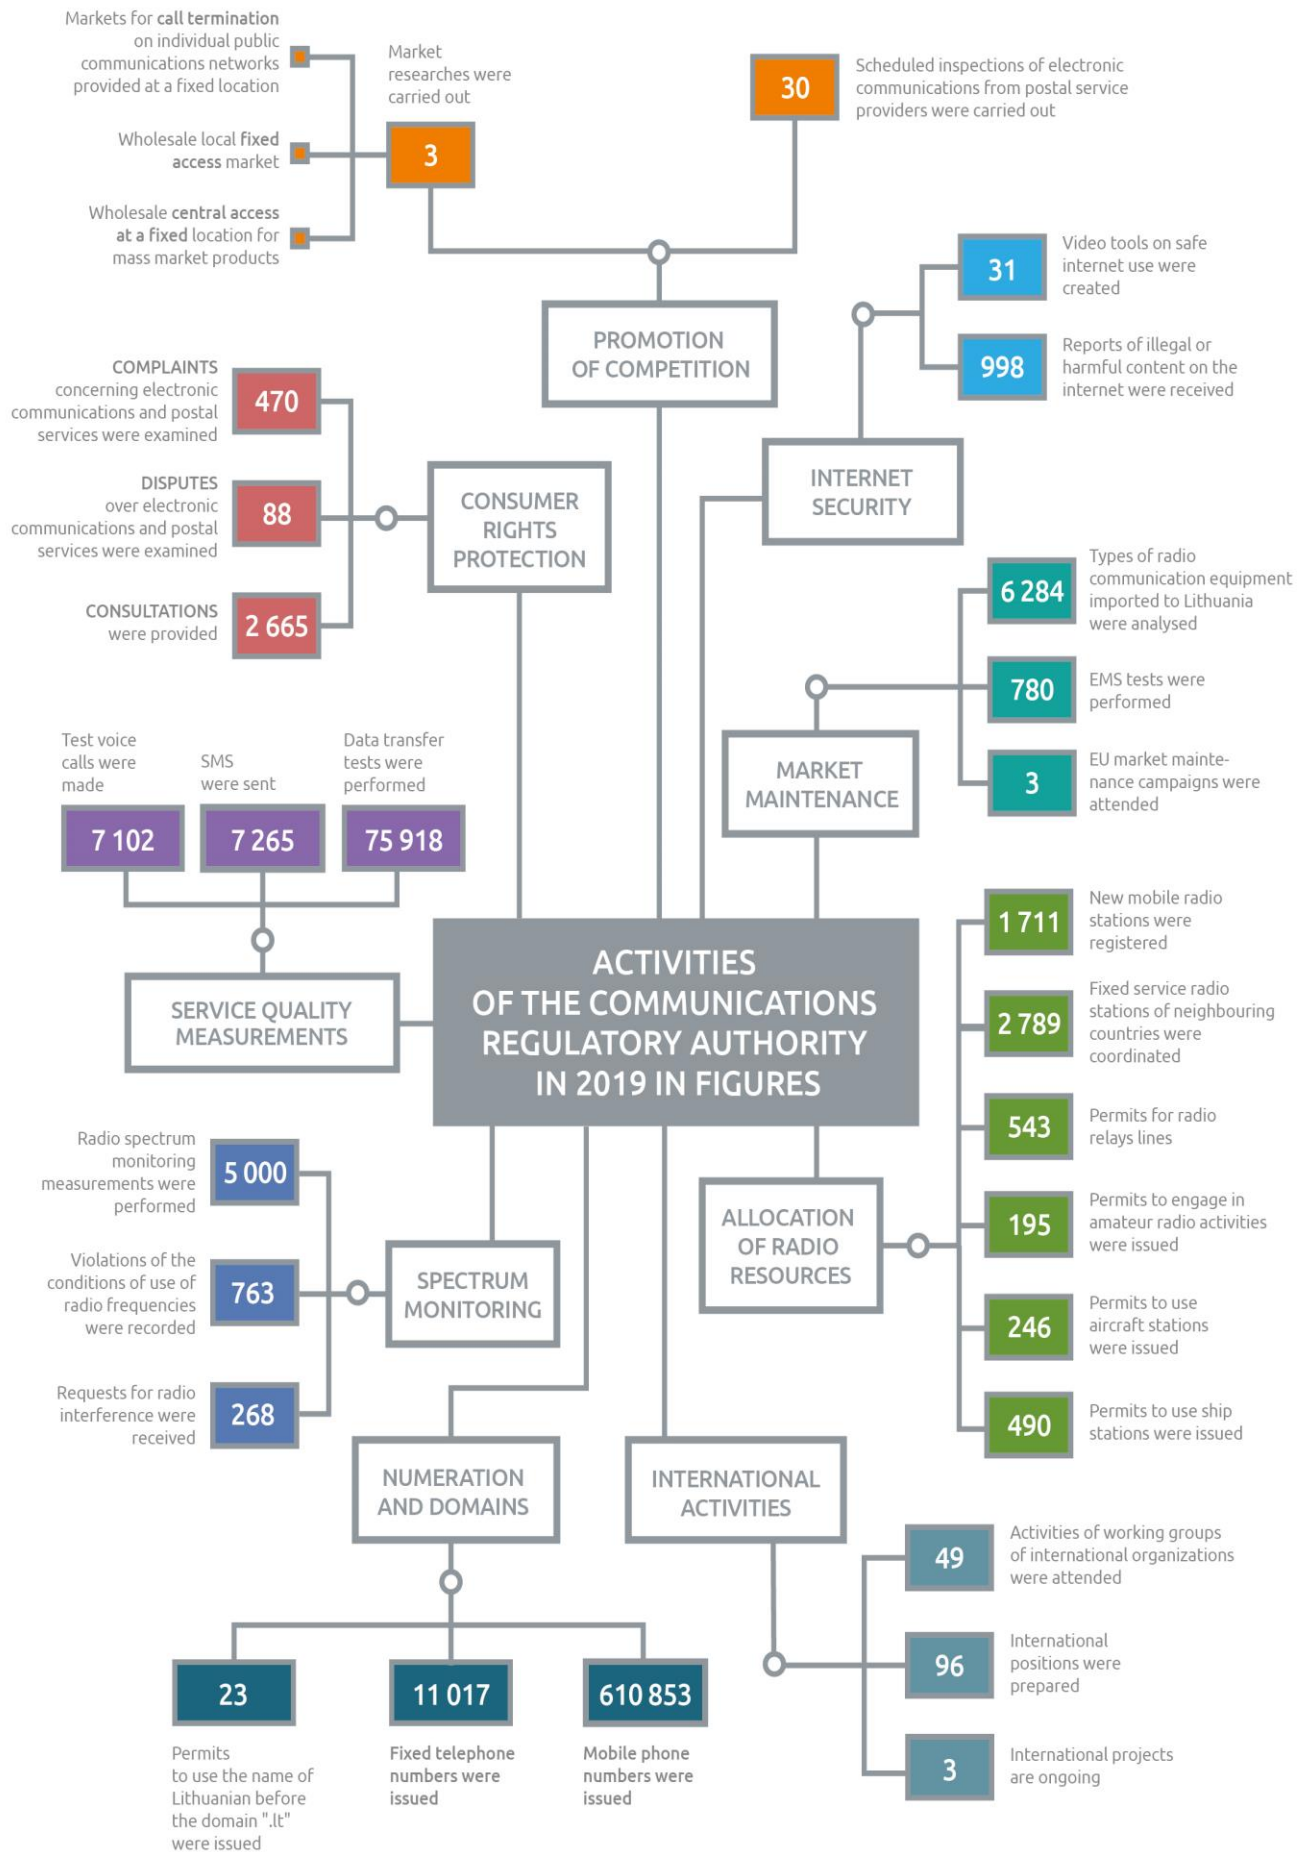 Markets for call termination
on individual public
communications networks
provided at a fixed location
Wholesale local fixed
access market
Wholesale central access
at a fixed location for
mass market products
Market
researches were
carried out
3
30
Scheduled inspections of electronic
communications from postal service
providers were carried out
PROMOTION
OF COMPETITION
31
Video tools on safe
internet use were
created
998
Reports of illegal or
harmful content on the
internet were received
INTERNET
SECURITY
COMPLAINTS
concerning electronic
communications and postal
services were examined
470
DISPUTES
over electronic
communications and postal
services were examined
88
CONSULTATIONS
were provided
2 665
CONSUMER
RIGHTS
PROTECTION
6 284
Types of radio
communication equipment
imported to Lithuania
were analysed
780
EMS tests were
performed
3
EU market mainte-
nance campaigns were
attended
MARKET
MAINTENANCE
Test voice
calls were
made
7 102
SMS
were sent
7 265
Data transfer
tests were
performed
75 918
SERVICE QUALITY
MEASUREMENTS
ACTIVITIES
OF THE COMMUNICATIONS
REGULATORY AUTHORITY
IN 2019 IN FIGURES
1 711
New mobile radio
stations were
registered
2 789
Fixed service radio
stations of neighbouring
countries were
coordinated
543
Permits for radio
relays lines
195
Permits to engage in
amateur radio activities
were issued
246
Permits to use
aircraft stations
were issued
490
Permits to use ship
stations were issued
ALLOCATION
OF RADIO
RESOURCES
Radio spectrum
monitoring
measurements were
performed
5 000
Violations of the
conditions of use of
radio frequencies
were recorded
763
Requests for radio
interference were
received
268
SPECTRUM
MONITORING
NUMERATION
AND DOMAINS
23
Permits
to use the name of
Lithuanian before
the domain ".lt"
were issued
11 017
Fixed telephone
numbers were
issued
610 853
Mobile phone
numbers were
issued
INTERNATIONAL
ACTIVITIES
49
Activities of working groups
of international organizations
were attended
96
International
positions were
prepared
3
International projects
are ongoing